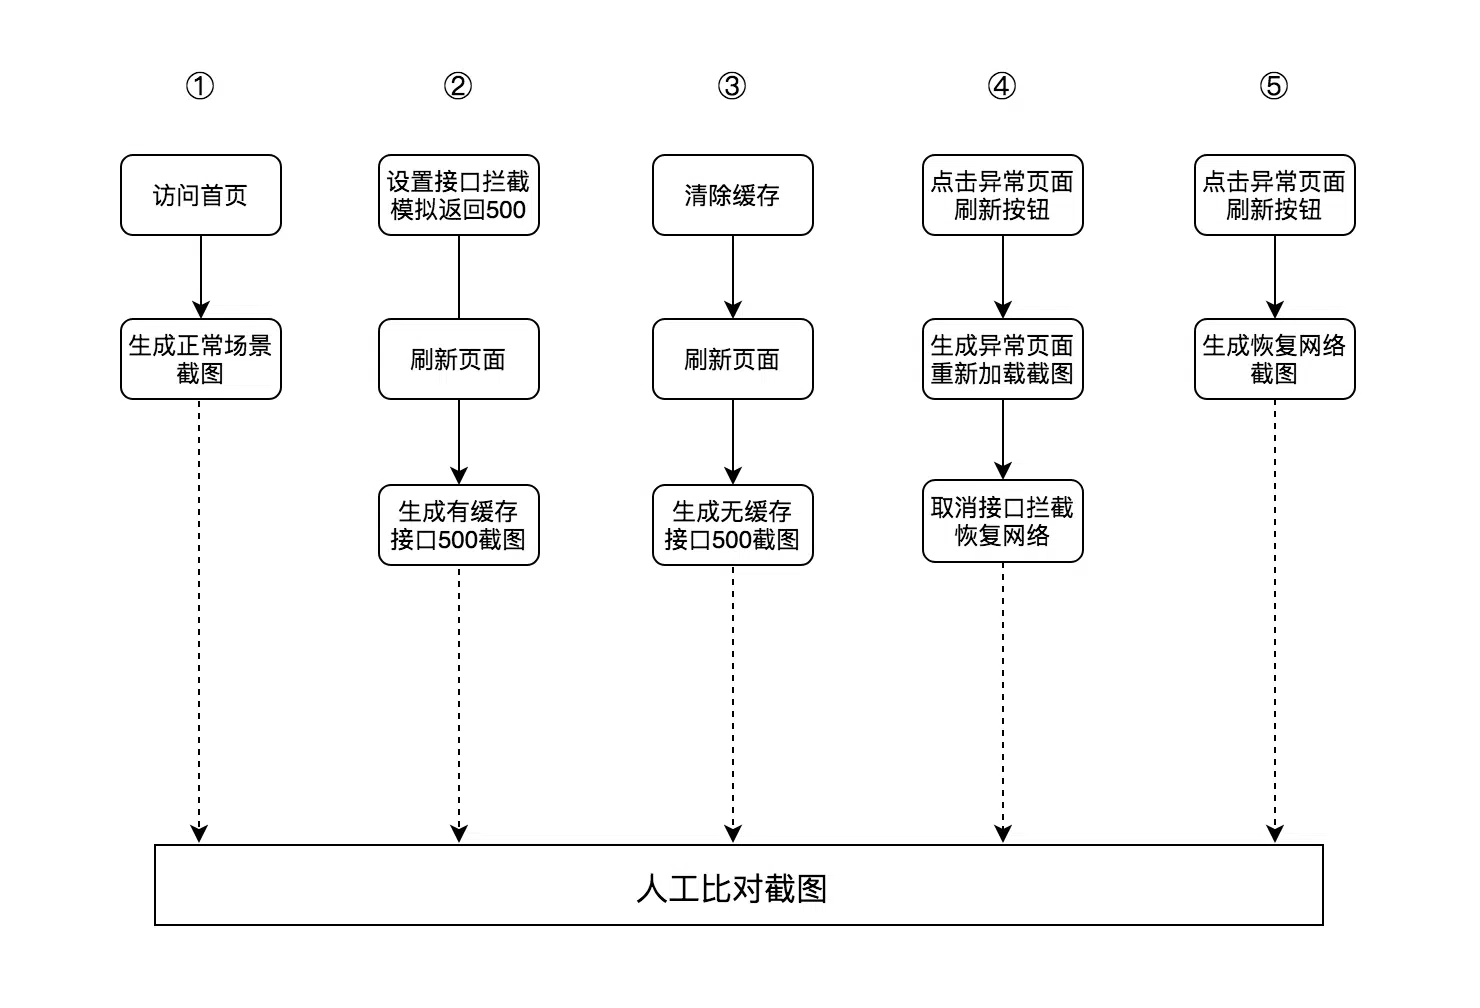 ①
②
③
④
⑤
访问首页
设置接口拦截
模拟返回500
清除缓存
点击异常页面
刷新按钮
点击异常页面
刷新按钮
生成正常场景
截图
刷新页面
刷新页面
生成异常页面
重新加载截图
生成恢复网络
截图
生成有缓存
接口500截图
生成无缓存
接口500截图
取消接口拦截
恢复网络
人工比对截图